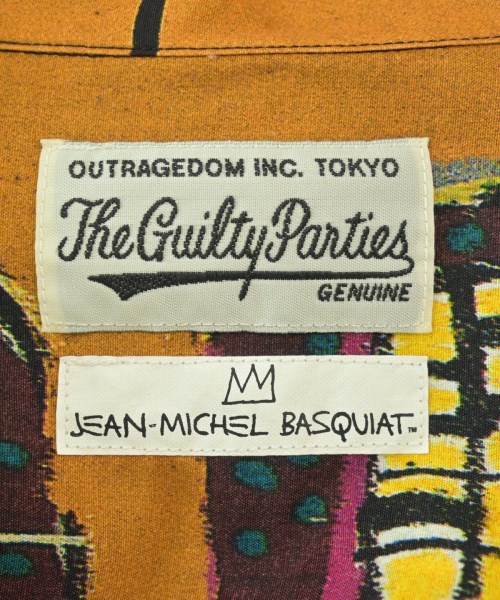 OUTRAGEDOM INC. TOKYO
The Guilty Parties
GENUINE
JEAN-MICHEL BASQUIAT™